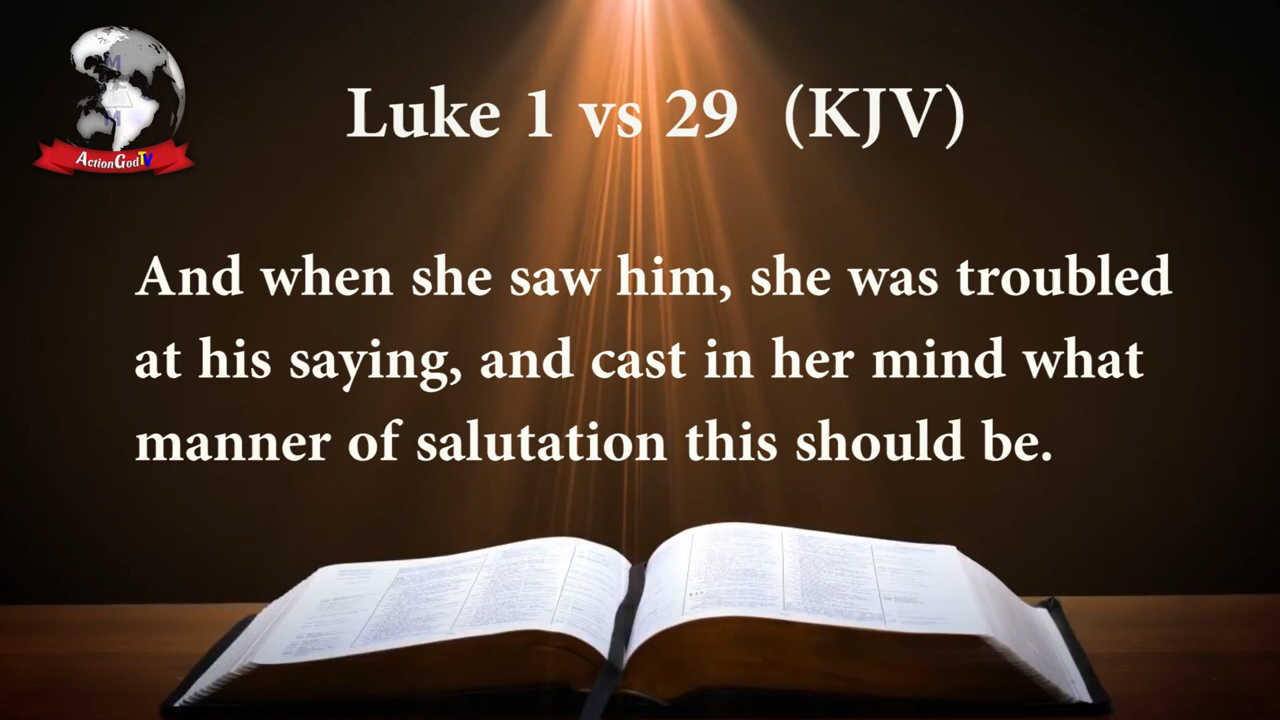 M
M
ActionGodTV
Luke 1 vs 29 (KJV)
And when she saw him, she was troubled
at his saying, and cast in her mind what
manner of salutation this should be.